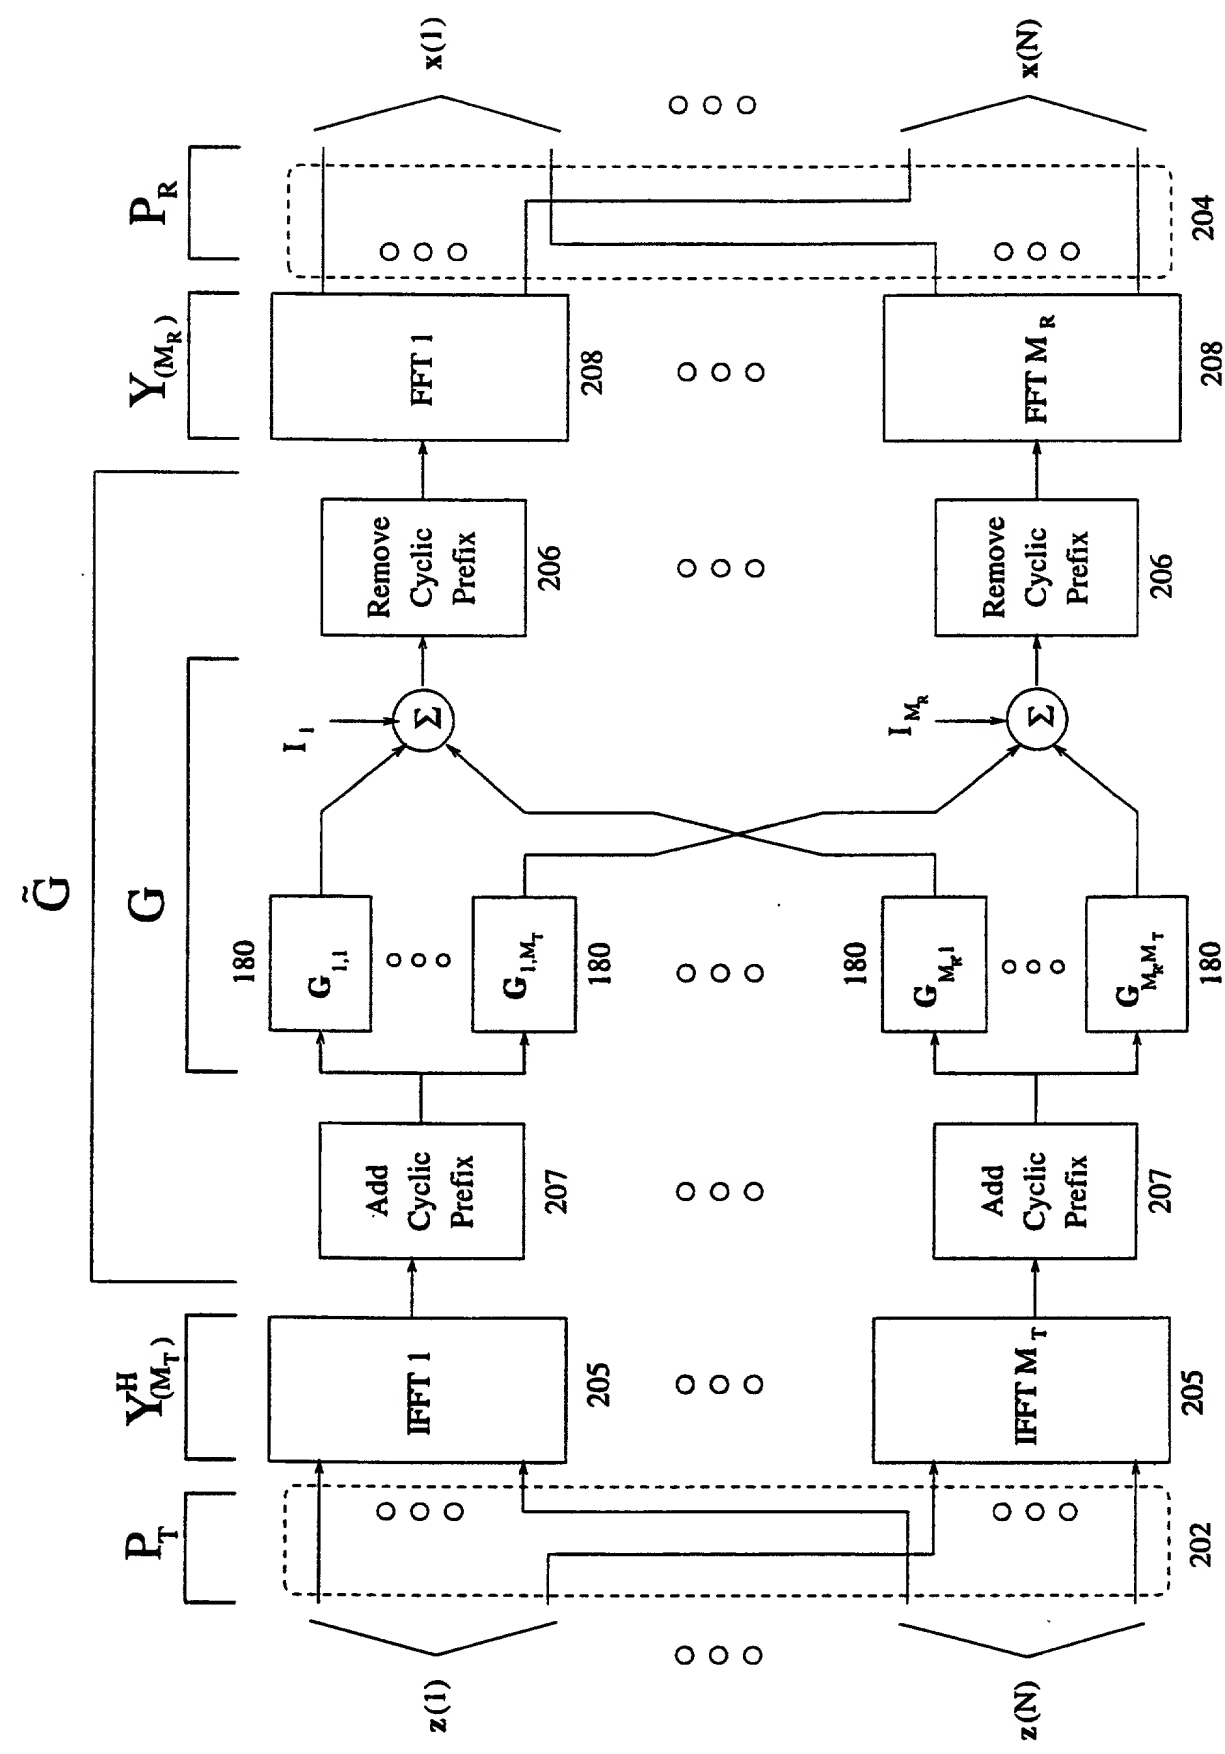 G̃
G
P_T
Y^H_(M_T)
Y_(M_R)
P_R
z(1)
IFFT 1
205
Add
Cyclic
Prefix
207
G_1,1
180
G_1,M_T
180
I_1
Σ
Remove
Cyclic
Prefix
206
FFT 1
208
x(1)
z(N)
202
IFFT M_T
205
Add
Cyclic
Prefix
207
G_M_R,1
180
G_M_R,M_T
180
I_M_R
Σ
Remove
Cyclic
Prefix
206
FFT M_R
208
204
x(N)